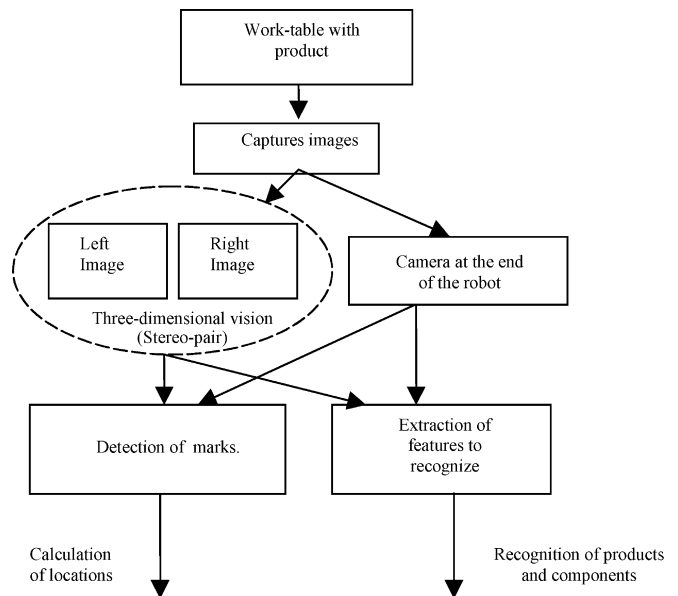 Work-table with
product
Captures images
Left
Image
Right
Image
Three-dimensional vision
(Stereo-pair)
Camera at the end
of the robot
Detection of marks.
Extraction of
features to
recognize
Calculation
of locations
Recognition of products
and components